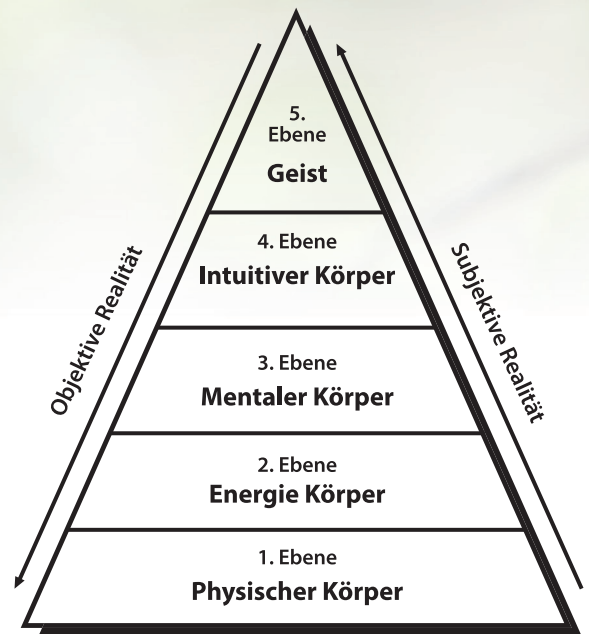 5.
Ebene
Geist
4. Ebene
Intuitiver Körper
3. Ebene
Mentaler Körper
2. Ebene
Energie Körper
1. Ebene
Physischer Körper
Objektive Realität
Subjektive Realität